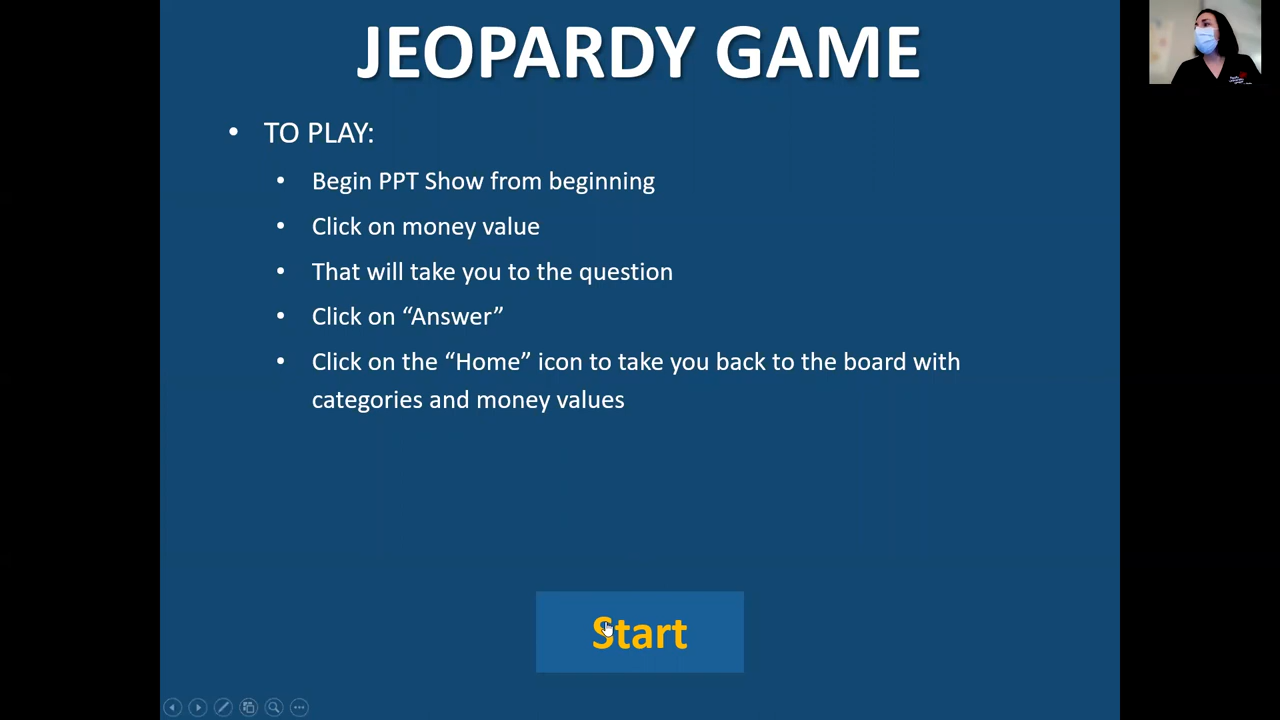 JEOPARDY GAME
• TO PLAY:
• Begin PPT Show from beginning
• Click on money value
• That will take you to the question
• Click on “Answer”
• Click on the “Home” icon to take you back to the board with
categories and money values
Start